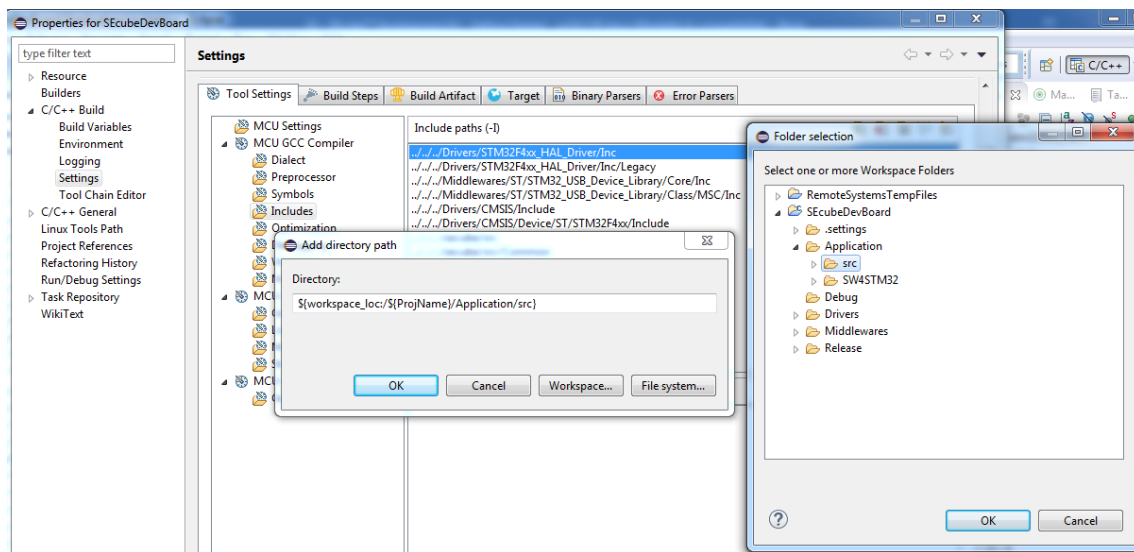 Properties for SEcubeDevBoard
type filter text
Resource
Builders
C/C++ Build
Build Variables
Environment
Logging
Settings
Tool Chain Editor
C/C++ General
Linux Tools Path
Project References
Refactoring History
Run/Debug Settings
Task Repository
WikiText
Settings
Tool Settings
Build Steps
Build Artifact
Target
Binary Parsers
Error Parsers
MCU Settings
MCU GCC Compiler
Dialect
Preprocessor
Symbols
Includes
Optimization
MCU
MCU
Include paths (-I)
../../../Drivers/STM32F4xx_HAL_Driver/Inc
../../../Drivers/STM32F4xx_HAL_Driver/Inc/Legacy
../../../Middlewares/ST/STM32_USB_Device_Library/Core/Inc
../../../Middlewares/ST/STM32_USB_Device_Library/Class/MSC/Inc
../../../Drivers/CMSIS/Include
../../../Drivers/CMSIS/Device/ST/STM32F4xx/Include
Add directory path
Directory:
${workspace_loc:/${ProjName}/Application/src}
OK Cancel Workspace... File system...
C/C++
Ma... Ta...
Folder selection
Select one or more Workspace Folders
RemoteSystemsTempFiles
SEcubeDevBoard
.settings
Application
src
SW4STM32
Debug
Drivers
Middlewares
Release
OK Cancel